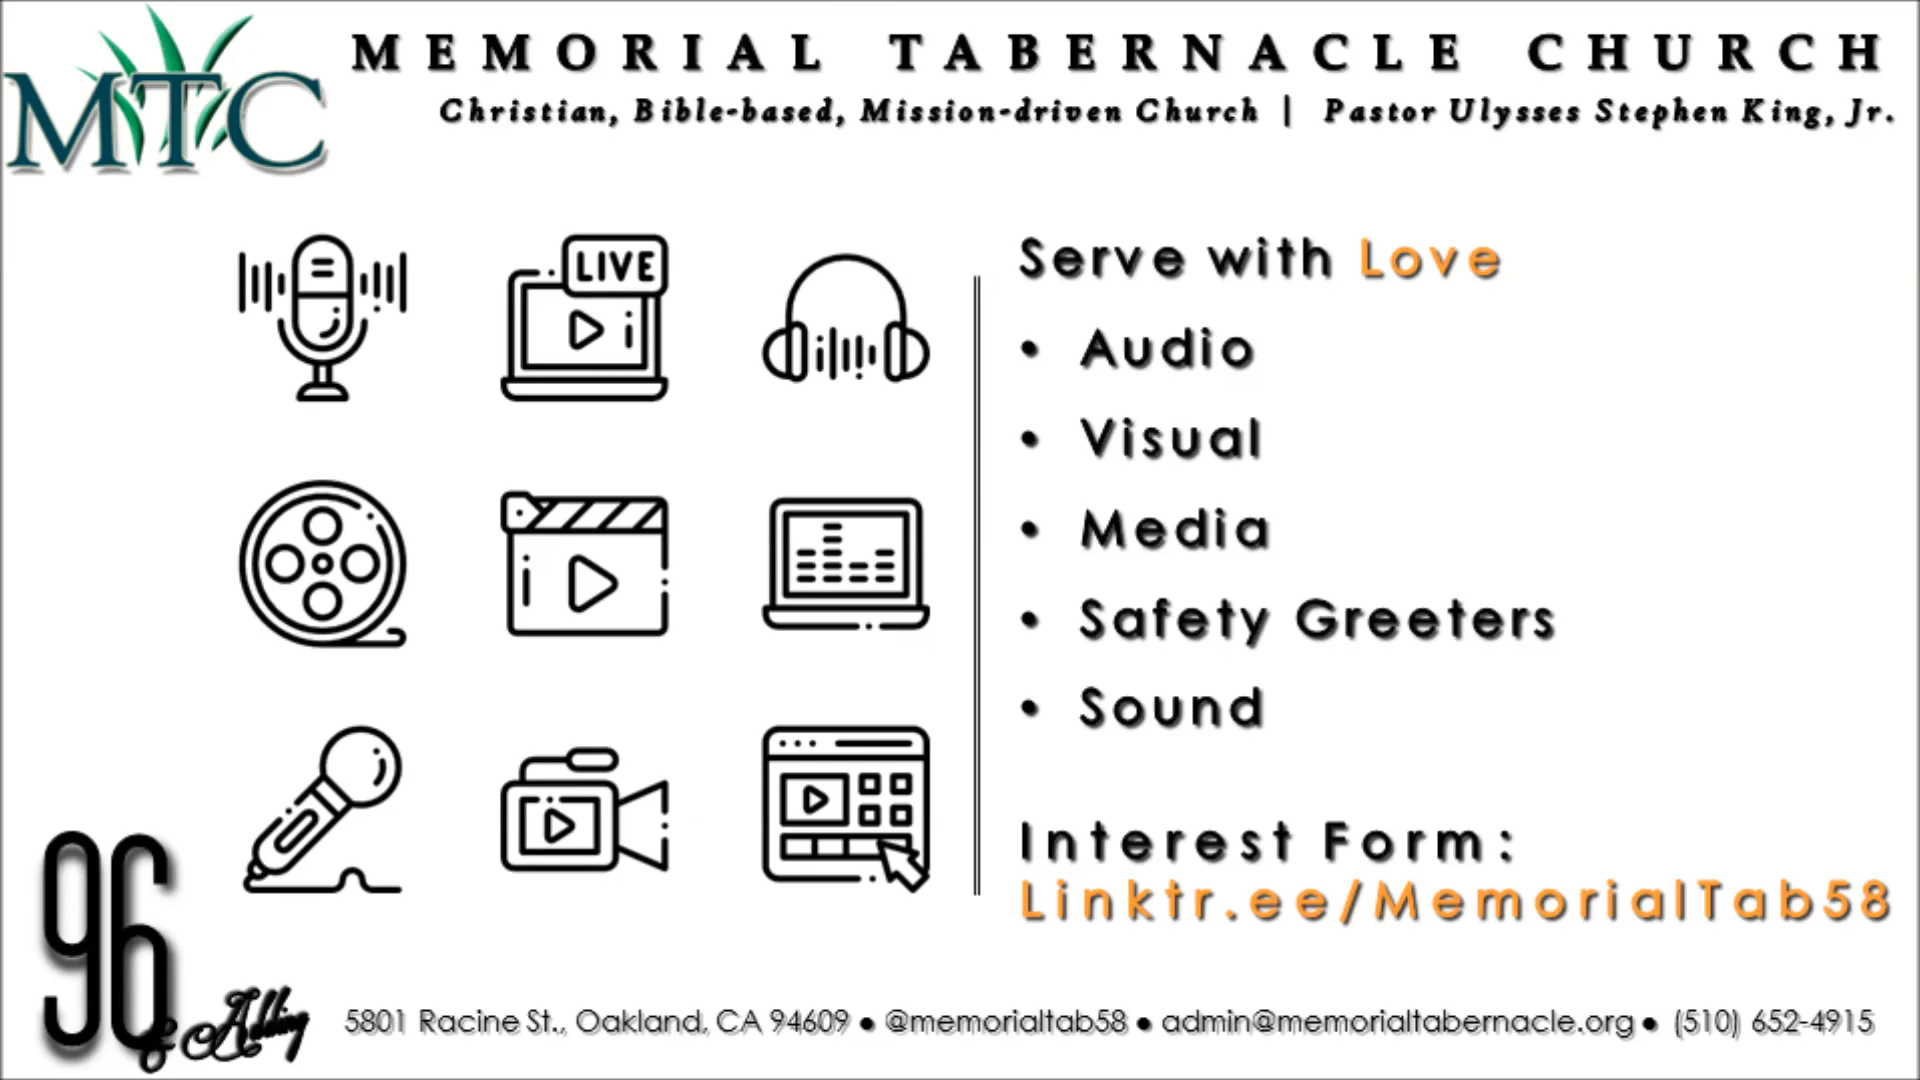 MTC
MEMORIAL TABERNACLE CHURCH
Christian, Bible-based, Mission-driven Church | Pastor Ulysses Stephen King, Jr.
LIVE
Serve with Love
• Audio
• Visual
• Media
• Safety Greeters
• Sound
Interest Form:
Linktr.ee/MemorialTab58
96
& Adding
5801 Racine St., Oakland, CA 94609 • @memorialtab58 • admin@memorialtabernacle.org • (510) 652-4915